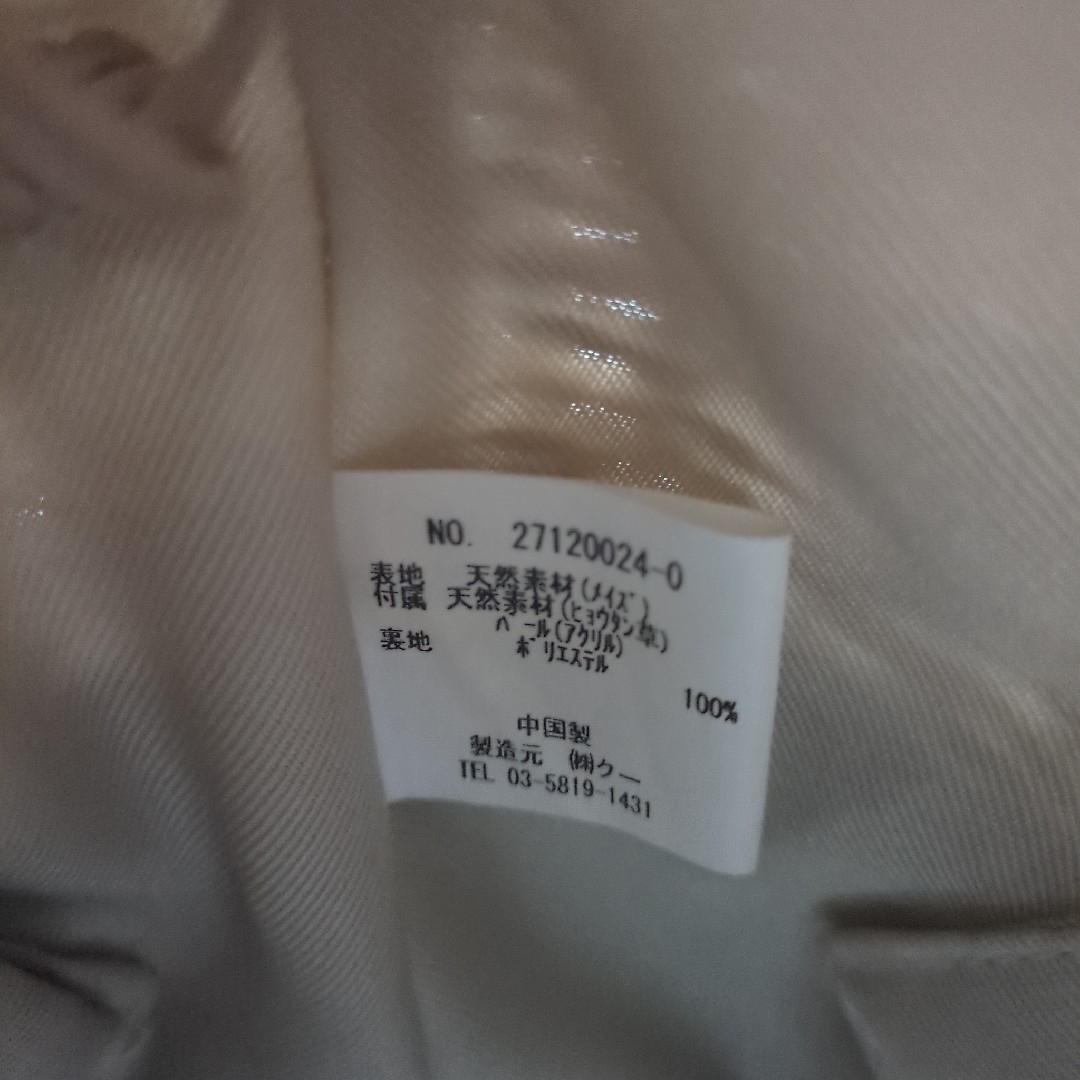 NO. 27120024-0
表地 天然素材(メイズ)
付属 天然素材(ヒョウタン草)
パール(アクリル)
裏地 ポリエステル
100%
中国製
製造元 ㈱クー
TEL 03-5819-1431